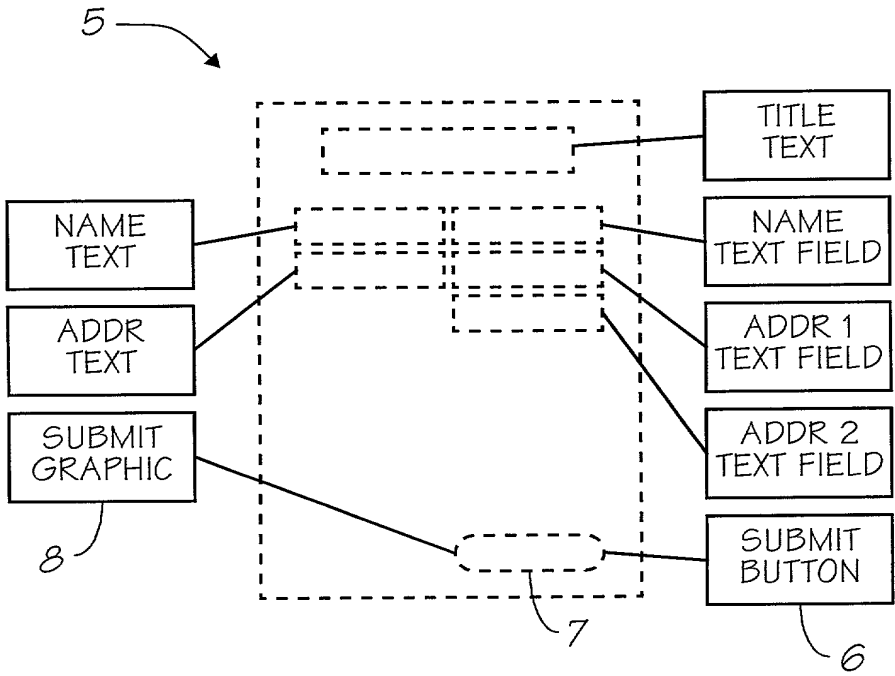 5
TITLE
TEXT
NAME
TEXT
NAME
TEXT FIELD
ADDR
TEXT
ADDR 1
TEXT FIELD
SUBMIT
GRAPHIC
ADDR 2
TEXT FIELD
8
SUBMIT
BUTTON
7
6